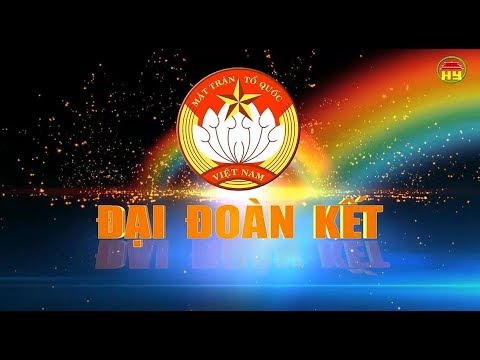 MẶT TRẬN TỔ QUỐC
VIỆT NAM
HY
ĐẠI ĐOÀN KẾT